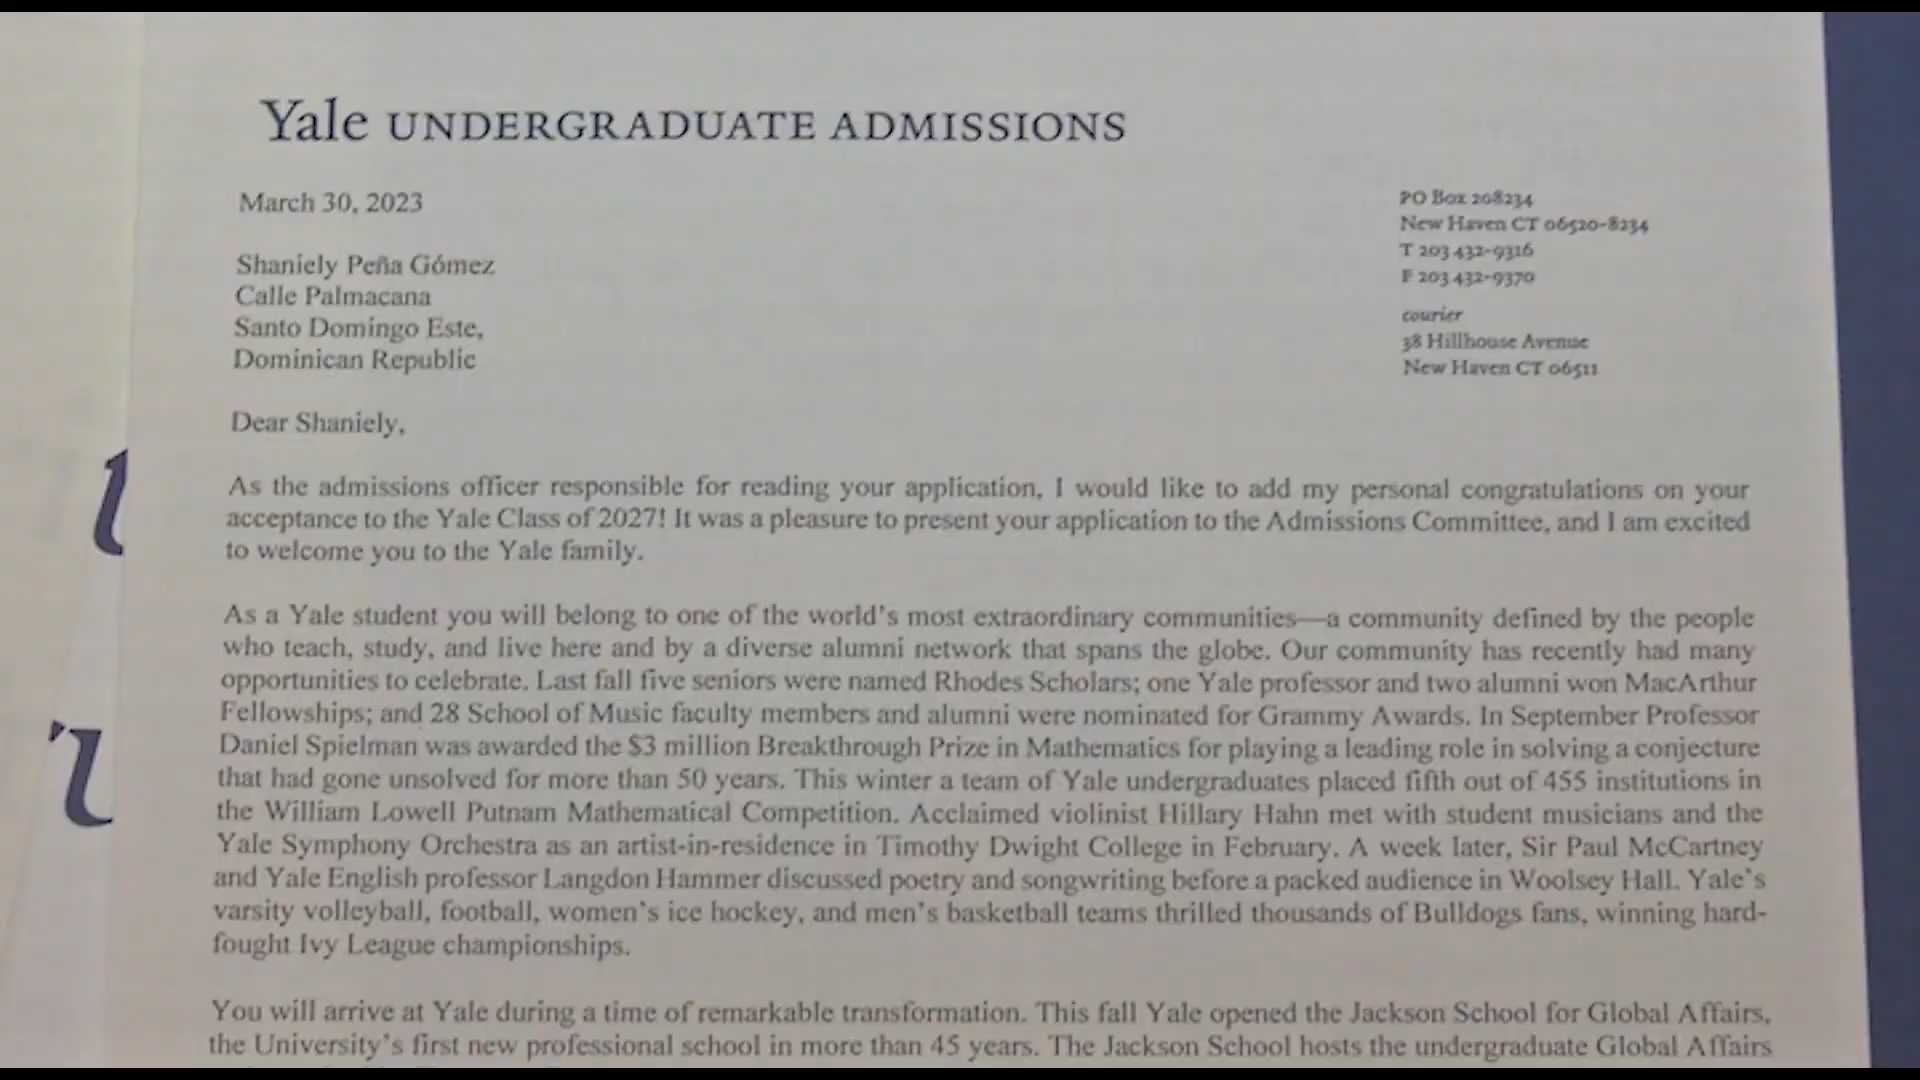 Yale UNDERGRADUATE ADMISSIONS
March 30, 2023
PO Box 208234
New Haven CT 06520-8234
T 203 432-9316
F 203 432-9370
courier
38 Hillhouse Avenue
New Haven CT 06511
Shaniely Peña Gómez
Calle Palmacana
Santo Domingo Este,
Dominican Republic
Dear Shaniely,
As the admissions officer responsible for reading your application, I would like to add my personal congratulations on your
acceptance to the Yale Class of 2027! It was a pleasure to present your application to the Admissions Committee, and I am excited
to welcome you to the Yale family.
As a Yale student you will belong to one of the world's most extraordinary communities—a community defined by the people
who teach, study, and live here and by a diverse alumni network that spans the globe. Our community has recently had many
opportunities to celebrate. Last fall five seniors were named Rhodes Scholars; one Yale professor and two alumni won MacArthur
Fellowships; and 28 School of Music faculty members and alumni were nominated for Grammy Awards. In September Professor
Daniel Spielman was awarded the $3 million Breakthrough Prize in Mathematics for playing a leading role in solving a conjecture
that had gone unsolved for more than 50 years. This winter a team of Yale undergraduates placed fifth out of 455 institutions in
the William Lowell Putnam Mathematical Competition. Acclaimed violinist Hillary Hahn met with student musicians and the
Yale Symphony Orchestra as an artist-in-residence in Timothy Dwight College in February. A week later, Sir Paul McCartney
and Yale English professor Langdon Hammer discussed poetry and songwriting before a packed audience in Woolsey Hall. Yale's
varsity volleyball, football, women's ice hockey, and men's basketball teams thrilled thousands of Bulldogs fans, winning hard-
fought Ivy League championships.
You will arrive at Yale during a time of remarkable transformation. This fall Yale opened the Jackson School for Global Affairs,
the University's first new professional school in more than 45 years. The Jackson School hosts the undergraduate Global Affairs